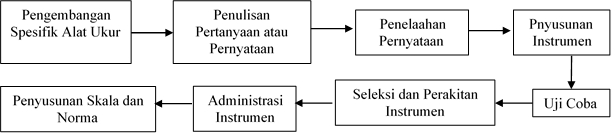 Pengembangan
Spesifik Alat Ukur
Penulisan
Pertanyaan atau
Pernyataan
Penelaahan
Pernyataan
Pnyusunan
Instrumen
Uji Coba
Seleksi dan Perakitan
Instrumen
Administrasi
Instrumen
Penyusunan Skala dan
Norma